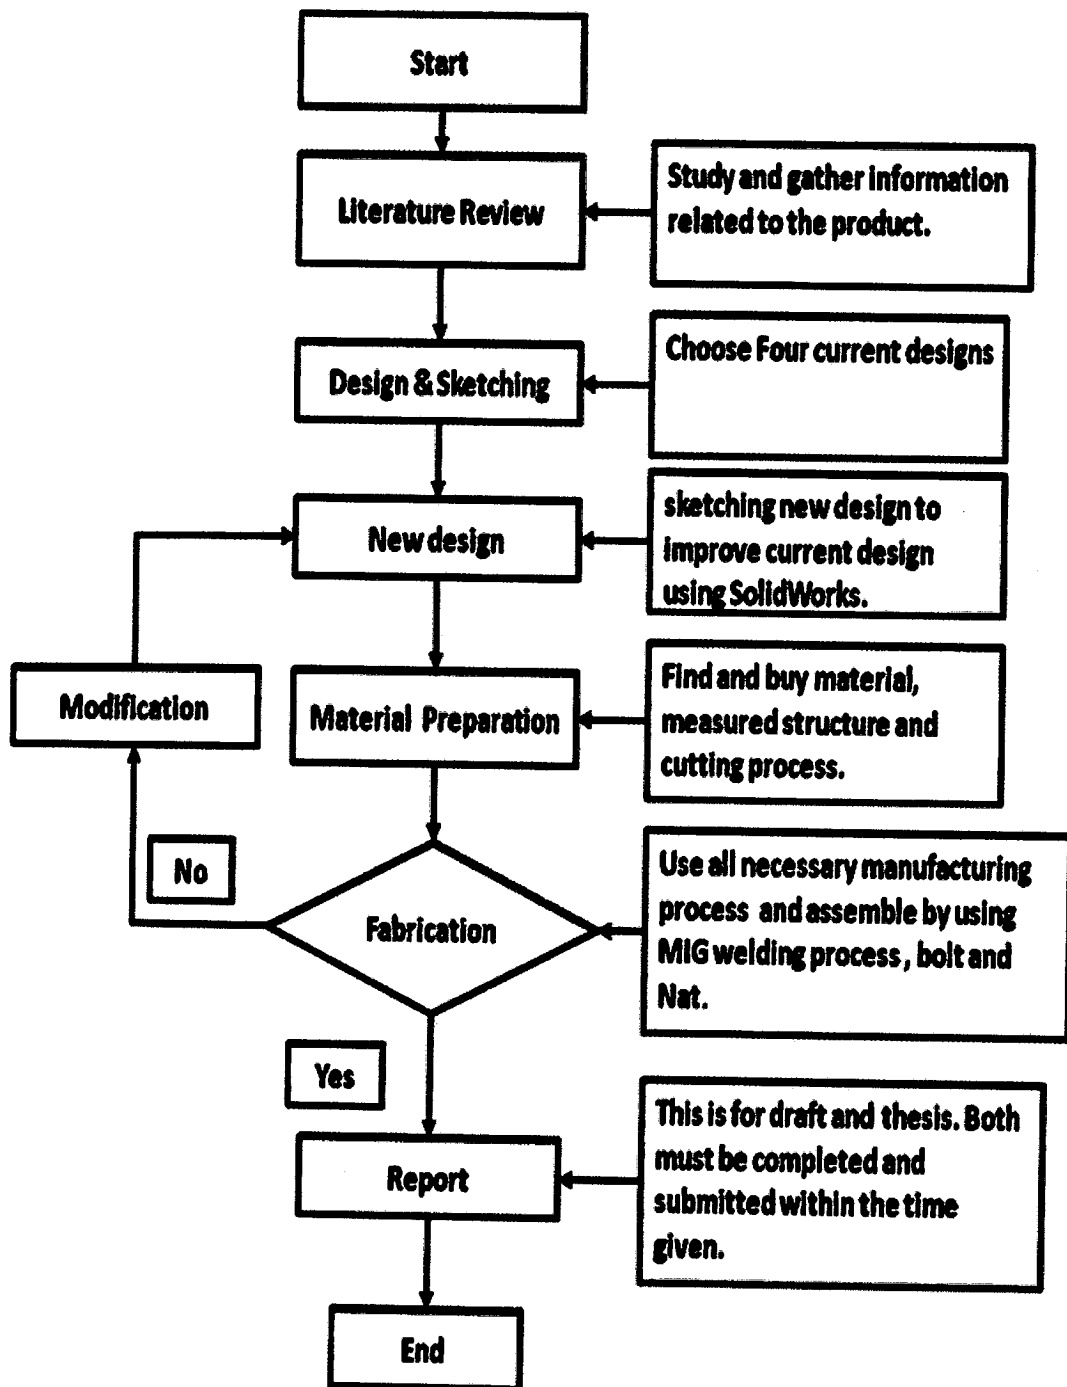 Start
Literature Review
Study and gather information
related to the product.
Design & Sketching
Choose Four current designs
New design
sketching new design to
improve current design
using SolidWorks.
Modification
Material Preparation
Find and buy material,
measured structure and
cutting process.
No
Fabrication
Use all necessary manufacturing
process and assemble by using
MIG welding process , bolt and
Nat.
Yes
Report
This is for draft and thesis. Both
must be completed and
submitted within the time
given.
End